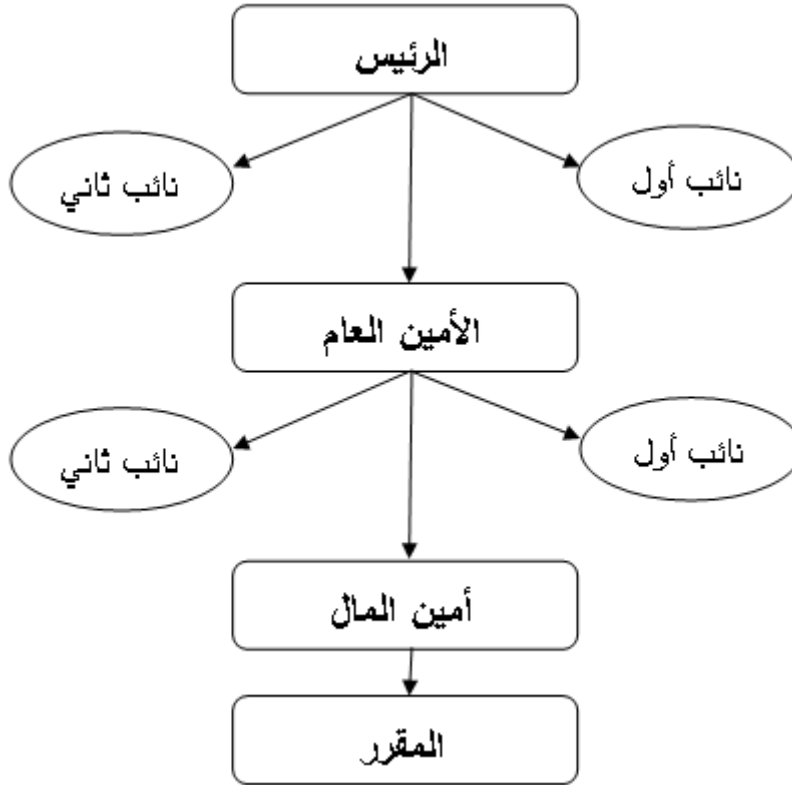 الرئيس
نائب أول
نائب ثاني
الأمين العام
نائب أول
نائب ثاني
أمين المال
المقرر